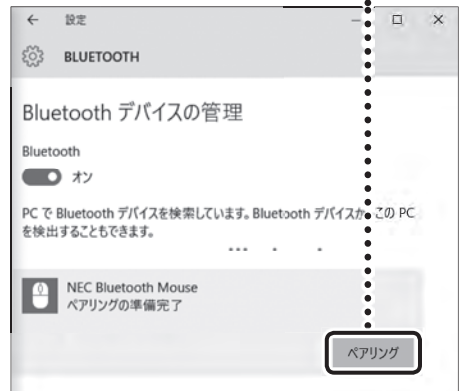 設定
BLUETOOTH
Bluetooth デバイスの管理
Bluetooth
オン
PC で Bluetooth デバイスを検索しています。Bluetooth デバイスか、この PC
を検出することもできます。
NEC Bluetooth Mouse
ペアリングの準備完了
ペアリング